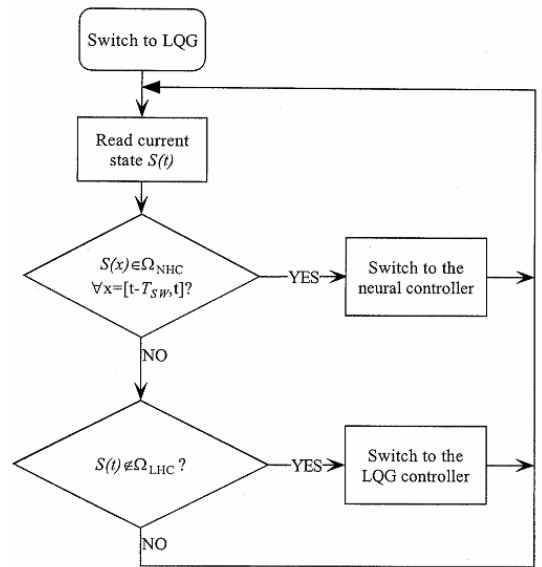 Switch to LQG
Read current
state S(t)
S(x)∈Ω_NHC
∀x=[t-T_SW,t]?
YES
Switch to the
neural controller
NO
S(t)∉Ω_LHC ?
YES
Switch to the
LQG controller
NO